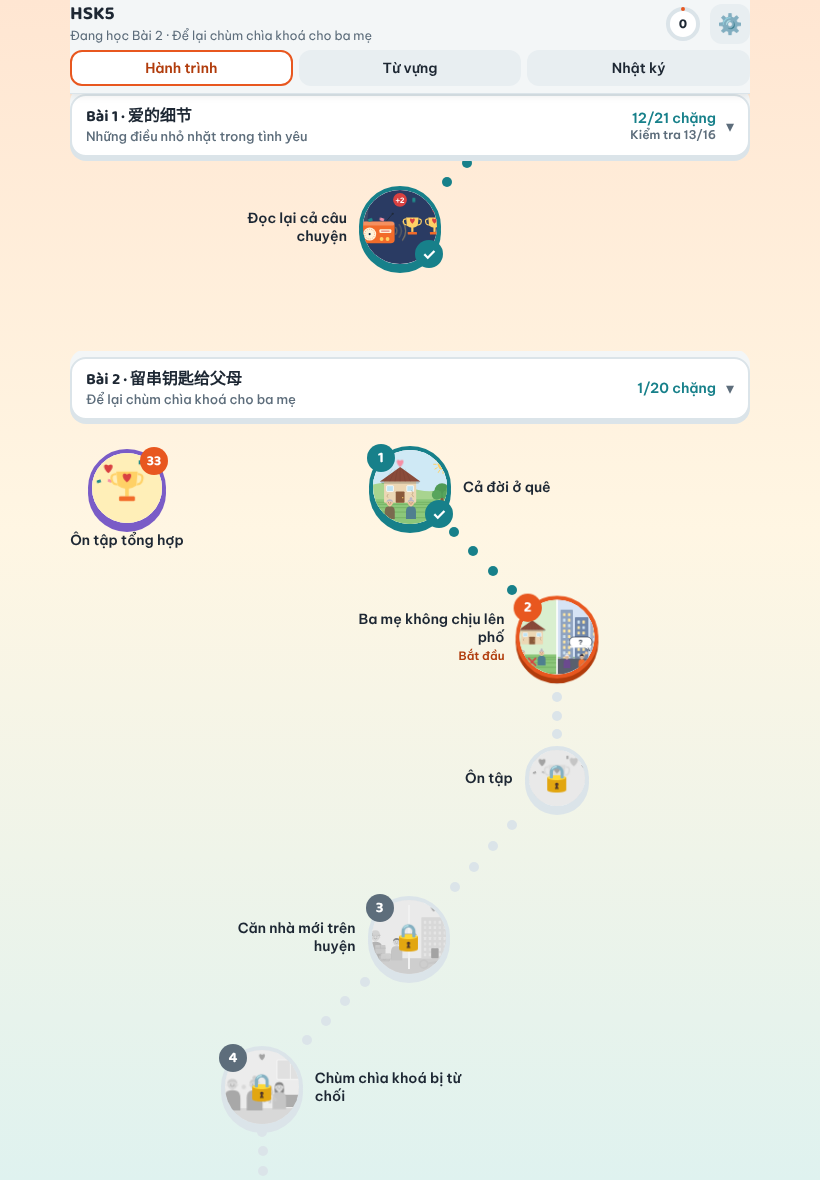 HSK5
Đang học Bài 2 · Để lại chùm chìa khoá cho ba mẹ
0
Hành trình
Từ vựng
Nhật ký
Bài 1 · 爱的细节
Những điều nhỏ nhặt trong tình yêu
12/21 chặng
Kiểm tra 13/16
+2
Đọc lại cả câu
chuyện
Bài 2 · 留串钥匙给父母
Để lại chùm chìa khoá cho ba mẹ
1/20 chặng
33
Ôn tập tổng hợp
1
Cả đời ở quê
2
Ba mẹ không chịu lên
phố
Bắt đầu
?
Ôn tập
3
Căn nhà mới trên
huyện
4
Chùm chìa khoá bị từ
chối